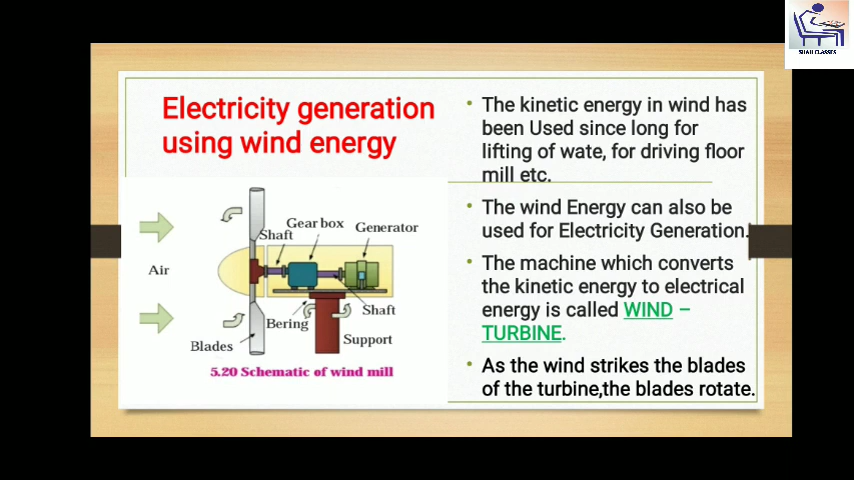 SHAH CLASSES
Electricity generation
using wind energy
Gear box
Generator
Shaft
Air
Shaft
Bering
Support
Blades
5.20 Schematic of wind mill
• The kinetic energy in wind has
been Used since long for
lifting of wate, for driving floor
mill etc.
• The wind Energy can also be
used for Electricity Generation.
• The machine which converts
the kinetic energy to electrical
energy is called WIND –
TURBINE.
• As the wind strikes the blades
of the turbine,the blades rotate.